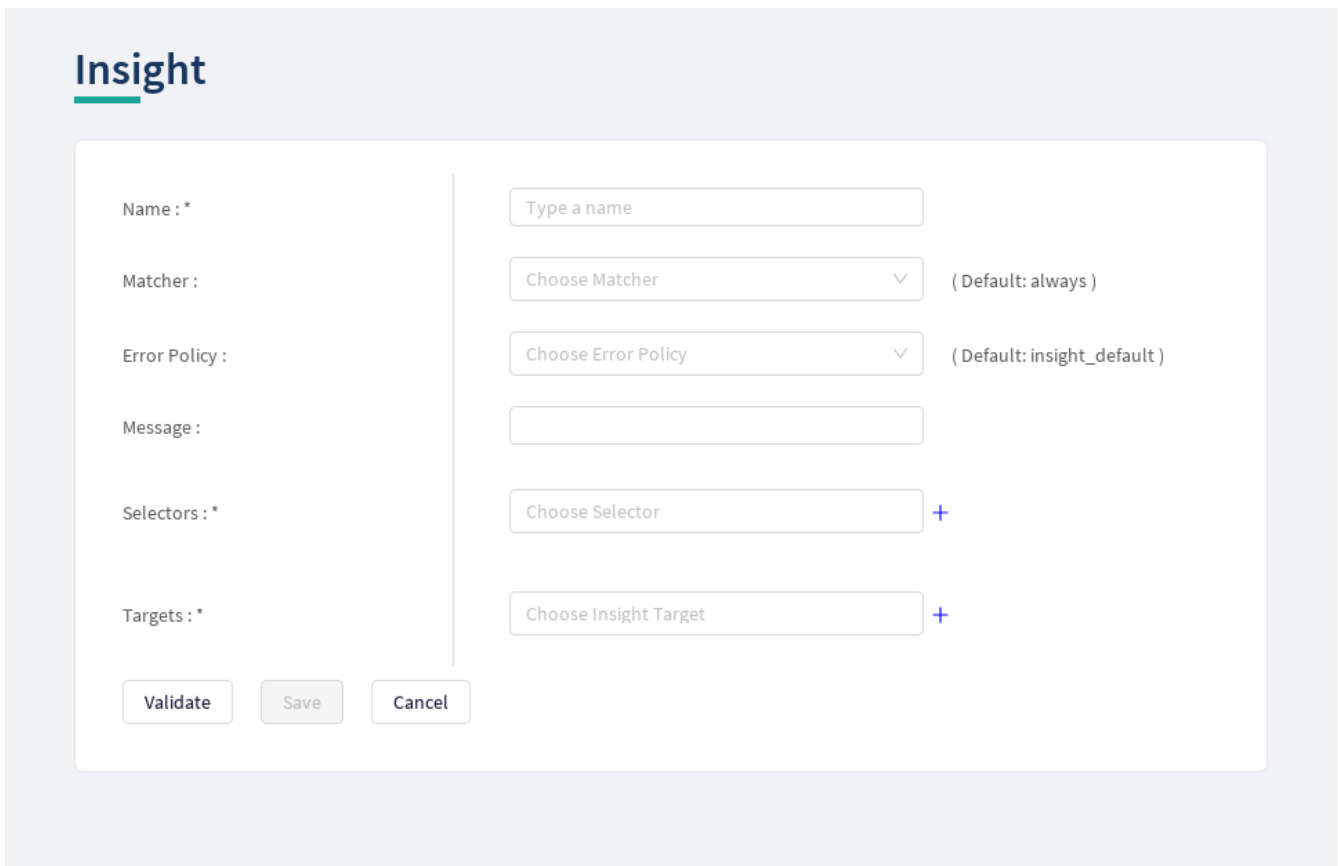 Insight
Name : * Type a name
Matcher : Choose Matcher ( Default: always )
Error Policy : Choose Error Policy ( Default: insight_default )
Message :
Selectors : * Choose Selector +
Targets : * Choose Insight Target +
Validate Save Cancel